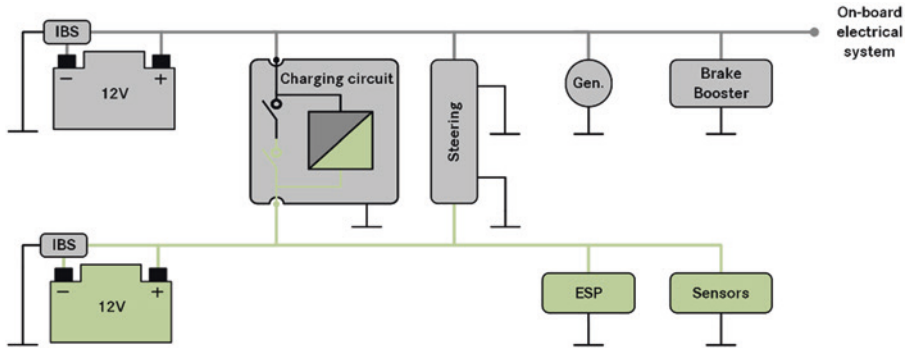 On-board
electrical
system
IBS
− +
12V
Charging circuit
Steering
Gen.
Brake
Booster
IBS
− +
12V
ESP
Sensors